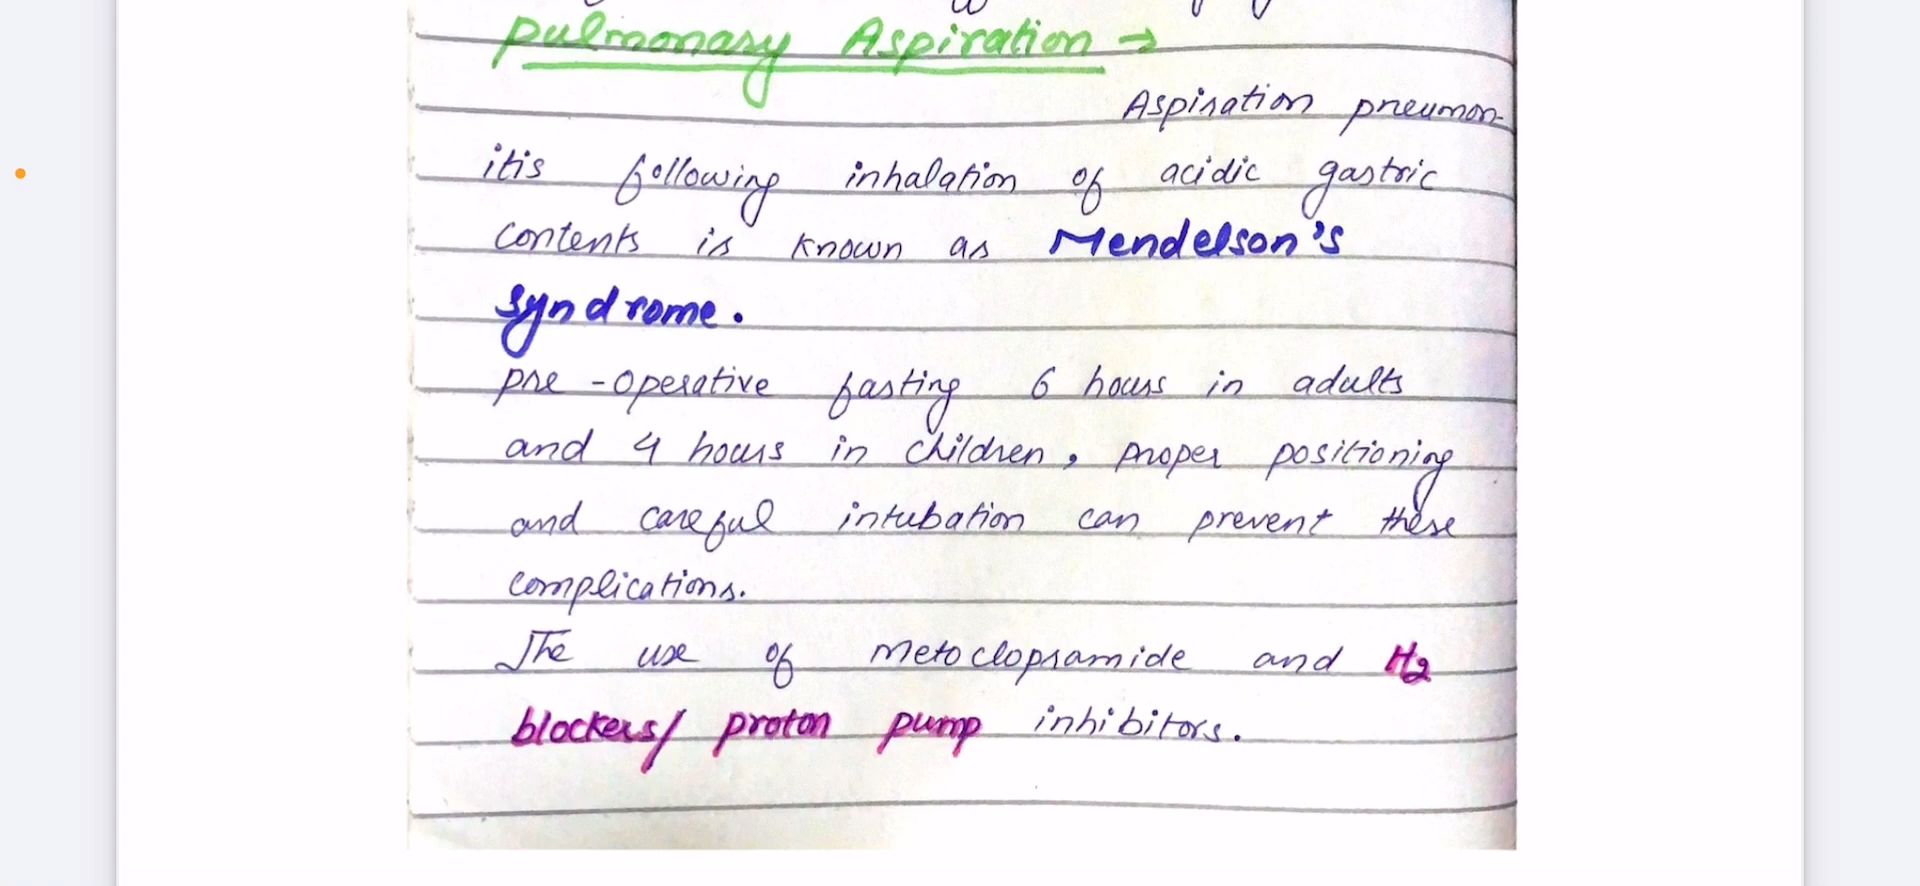 Pulmonary Aspiration →
Aspiration pneumon-
itis following inhalation of acidic gastric
contents is known as Mendelson's
syndrome.
pre-operative fasting 6 hours in adults
and 4 hours in children, proper positioning
and careful intubation can prevent these
complications.
The use of metoclopramide and H2
blockers/ proton pump inhibitors.